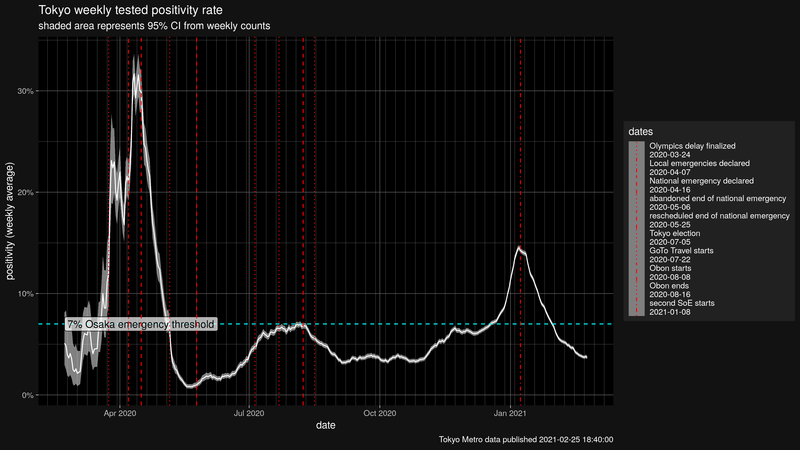 Tokyo weekly tested positivity rate
shaded area represents 95% CI from weekly counts
positivity (weekly average)
30%
20%
10%
0%
7% Osaka emergency threshold
Apr 2020
Jul 2020
Oct 2020
Jan 2021
date
dates
Olympics delay finalized
2020-03-24
Local emergencies declared
2020-04-07
National emergency declared
2020-04-16
abandoned end of national emergency
2020-05-06
rescheduled end of national emergency
2020-05-25
Tokyo election
2020-07-05
GoTo Travel starts
2020-07-22
Obon starts
2020-08-08
Obon ends
2020-08-16
second SoE starts
2021-01-08
Tokyo Metro data published 2021-02-25 18:40:00